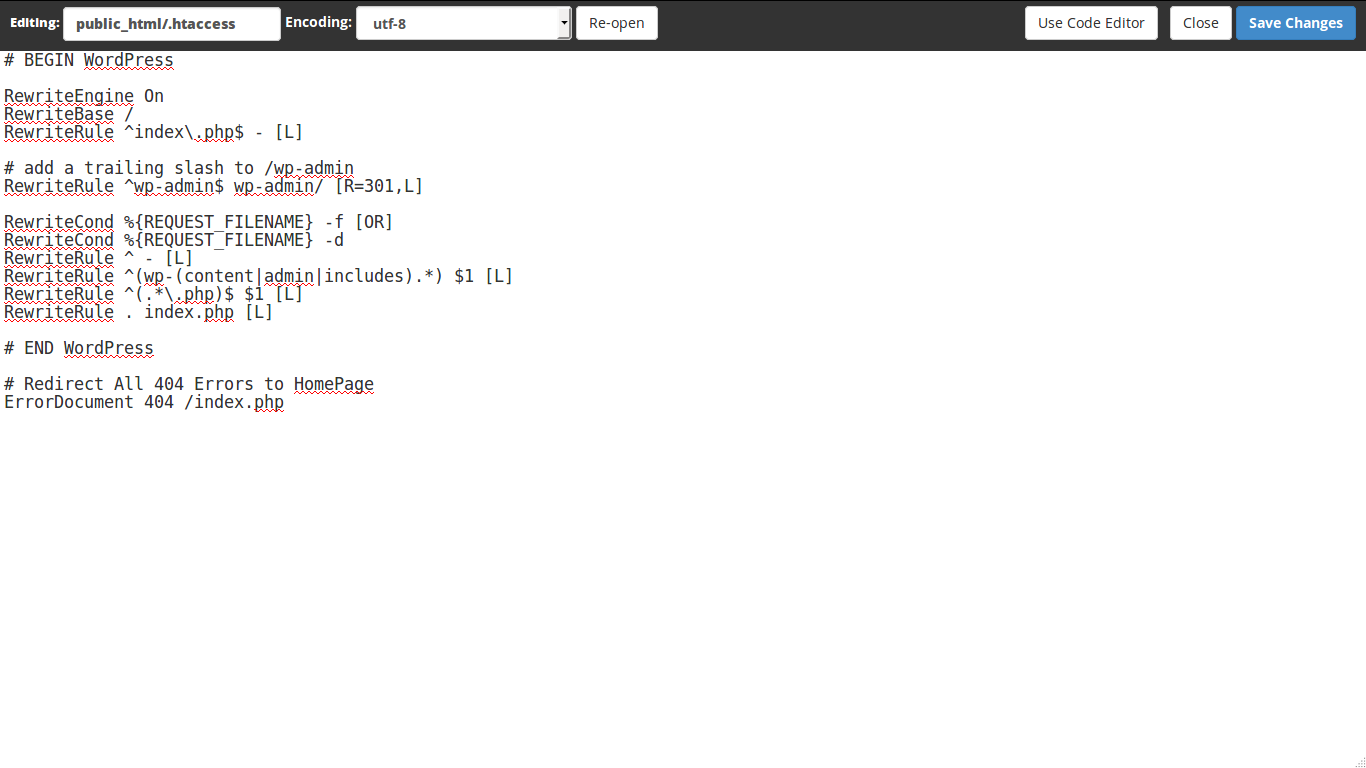 Editing: public_html/.htaccess Encoding: utf-8 Re-open Use Code Editor Close Save Changes
# BEGIN WordPress
RewriteEngine On
RewriteBase /
RewriteRule ^index\.php$ - [L]
# add a trailing slash to /wp-admin
RewriteRule ^wp-admin$ wp-admin/ [R=301,L]
RewriteCond %{REQUEST_FILENAME} -f [OR]
RewriteCond %{REQUEST_FILENAME} -d
RewriteRule ^ - [L]
RewriteRule ^(wp-(content|admin|includes).*) $1 [L]
RewriteRule ^(.*\.php)$ $1 [L]
RewriteRule . index.php [L]
# END WordPress
# Redirect All 404 Errors to HomePage
ErrorDocument 404 /index.php